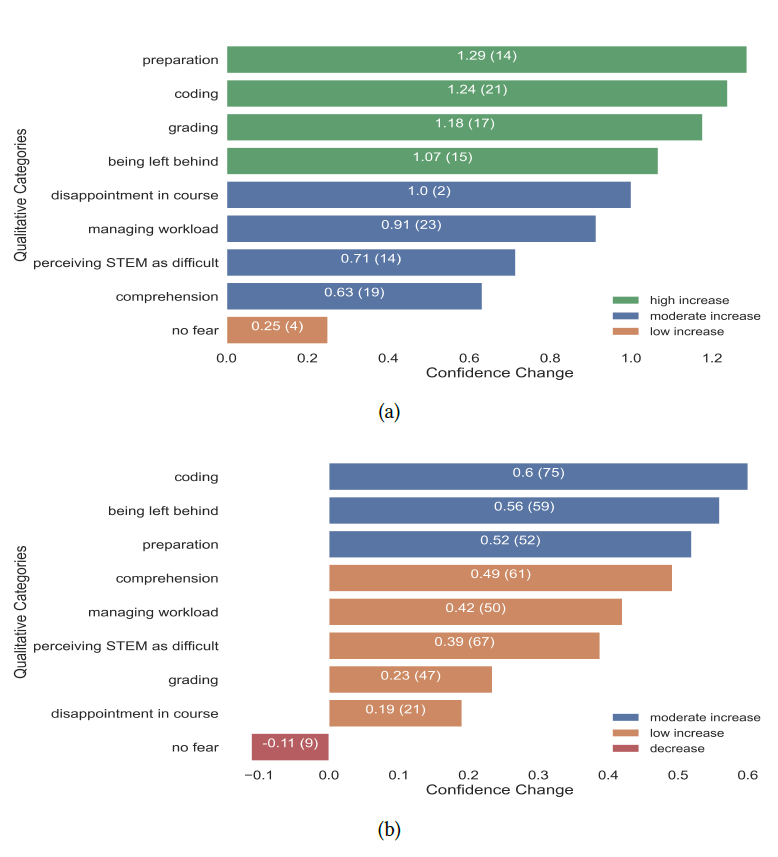 Qualitative Categories
preparation 1.29 (14)
coding 1.24 (21)
grading 1.18 (17)
being left behind 1.07 (15)
disappointment in course 1.0 (2)
managing workload 0.91 (23)
perceiving STEM as difficult 0.71 (14)
comprehension 0.63 (19)
no fear 0.25 (4)
high increase
moderate increase
low increase
0.0 0.2 0.4 0.6 0.8 1.0 1.2
Confidence Change
(a)
Qualitative Categories
coding 0.6 (75)
being left behind 0.56 (59)
preparation 0.52 (52)
comprehension 0.49 (61)
managing workload 0.42 (50)
perceiving STEM as difficult 0.39 (67)
grading 0.23 (47)
disappointment in course 0.19 (21)
no fear -0.11 (9)
moderate increase
low increase
decrease
−0.1 0.0 0.1 0.2 0.3 0.4 0.5 0.6
Confidence Change
(b)